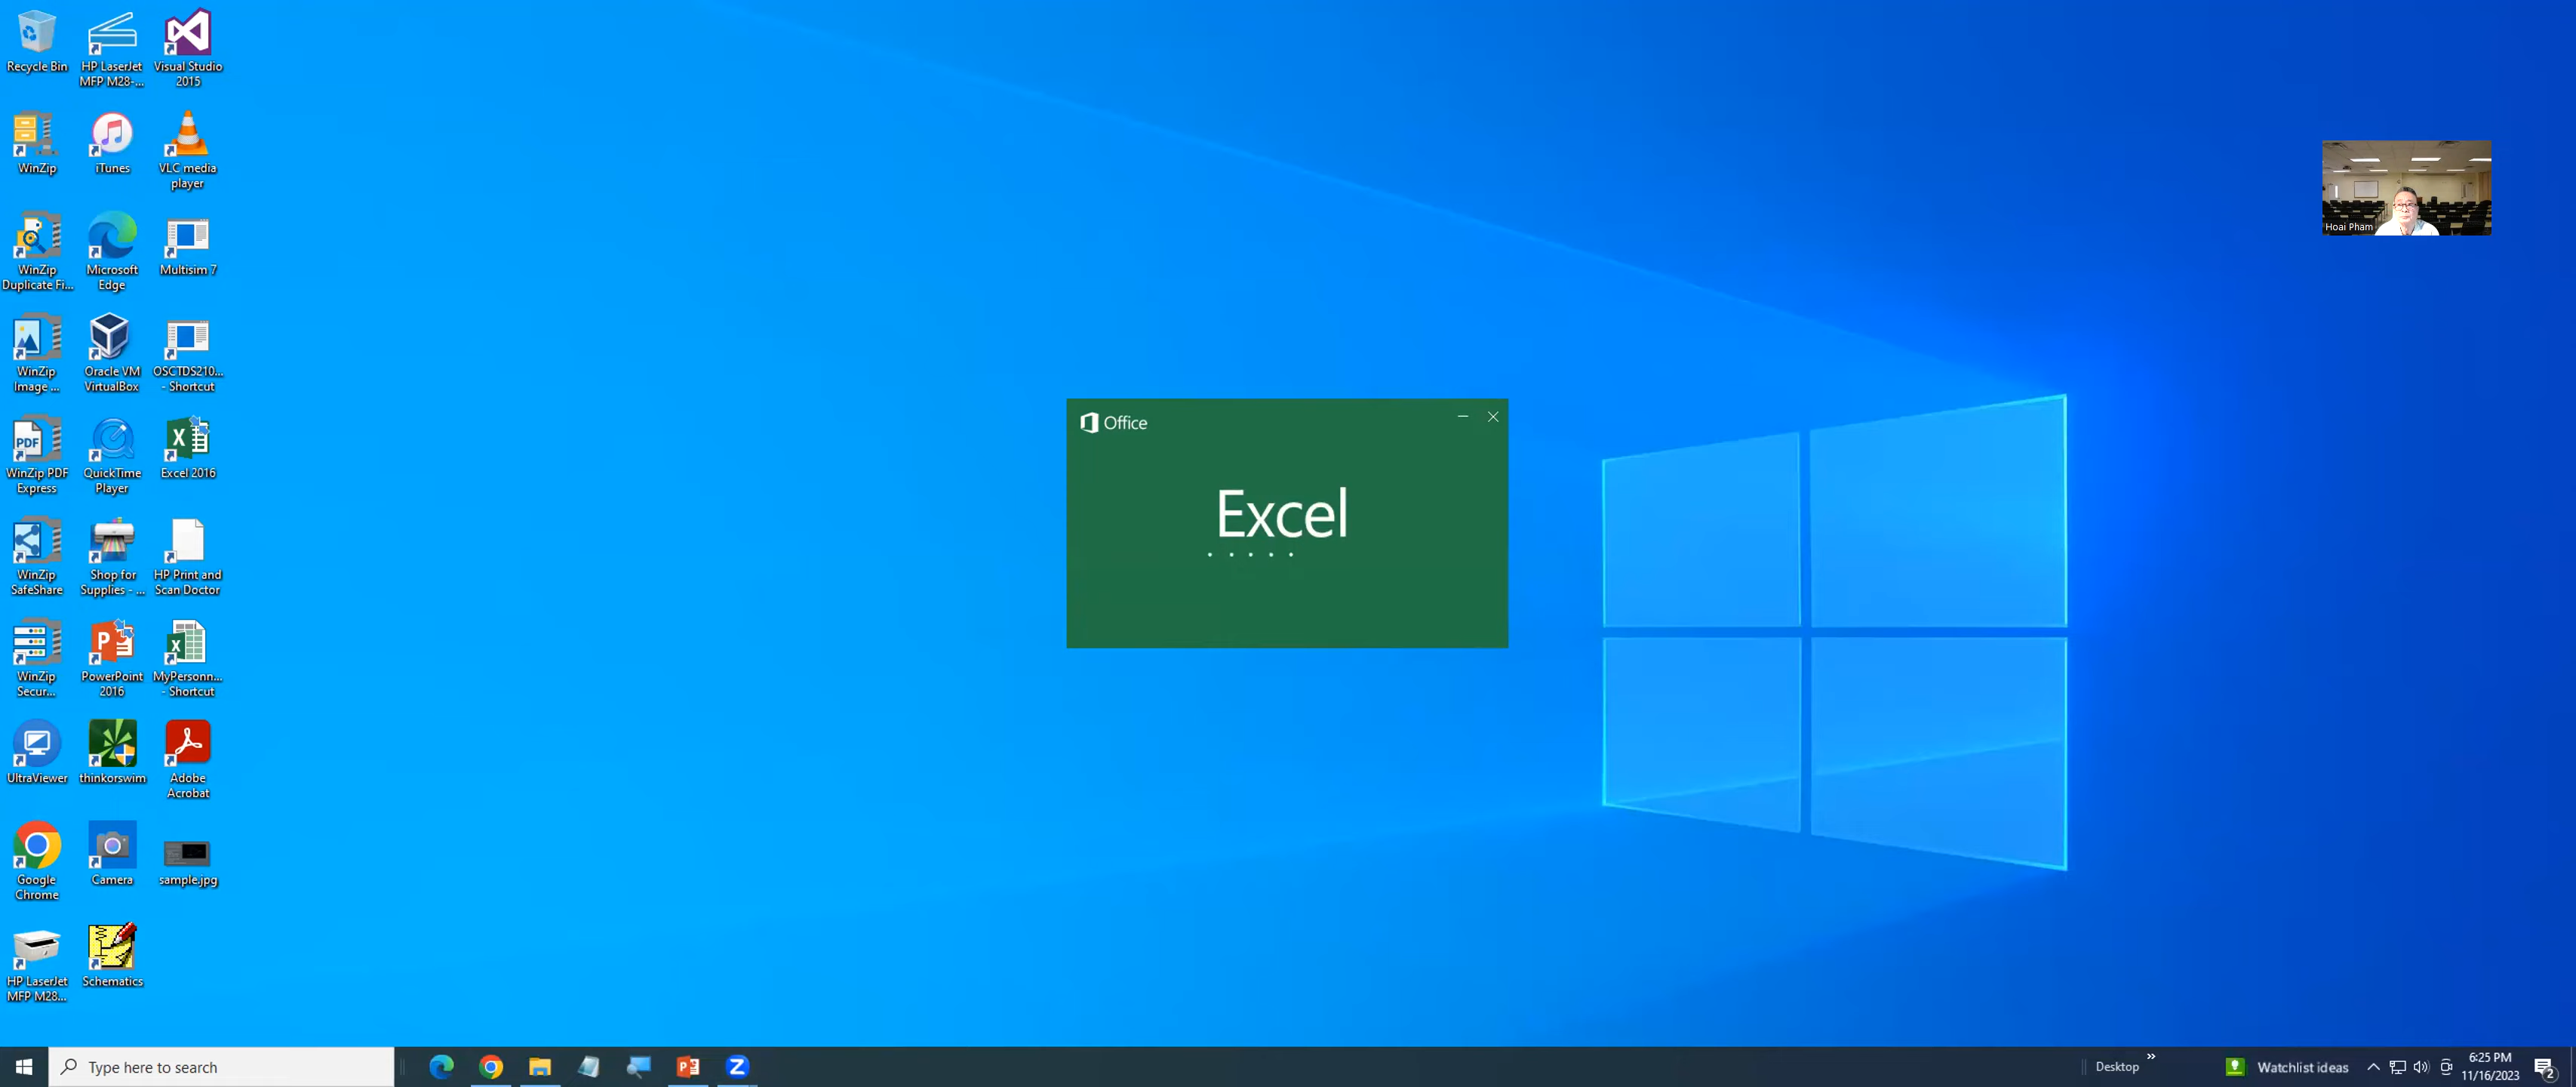 Recycle Bin
HP LaserJet
MFP M28-...
Visual Studio
2015
WinZip
iTunes
VLC media
player
WinZip
Duplicate Fi...
Microsoft
Edge
Multisim 7
WinZip
Image ...
Oracle VM
VirtualBox
OSCTDS210...
- Shortcut
PDF
WinZip PDF
Express
QuickTime
Player
Excel 2016
WinZip
SafeShare
Shop for
Supplies - ...
HP Print and
Scan Doctor
WinZip
Secur...
PowerPoint
2016
MyPersonn...
- Shortcut
UltraViewer
thinkorswim
Adobe
Acrobat
Google
Chrome
Camera
sample.jpg
HP LaserJet
MFP M28...
Schematics
Office
Excel
Hoai Pham
Type here to search
Desktop
Watchlist ideas
6:25 PM
11/16/2023
2